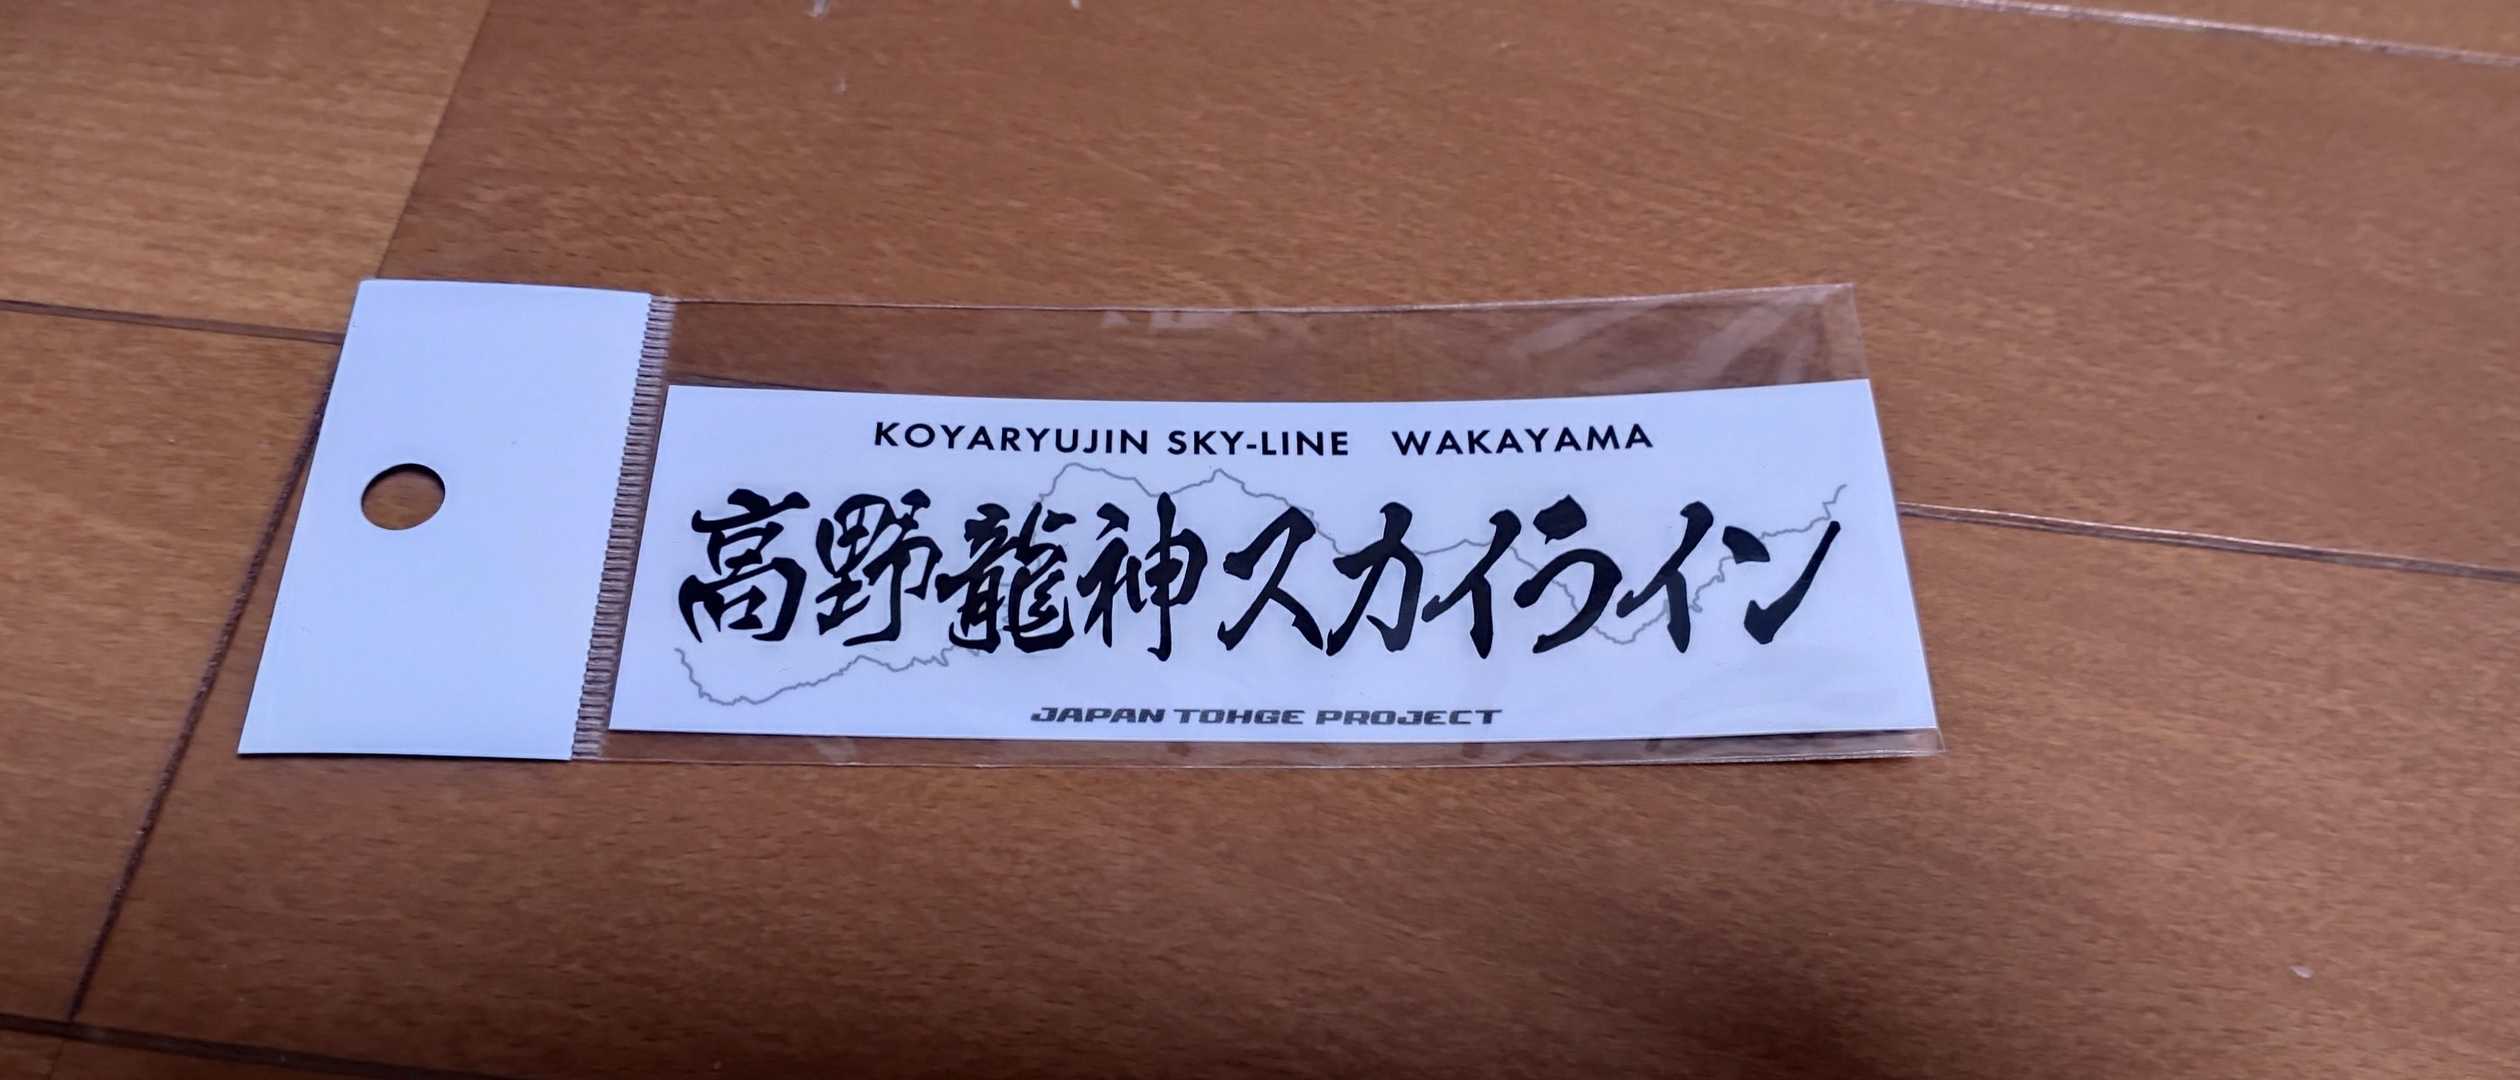 KOYARYUJIN SKY-LINE WAKAYAMA
高野龍神スカイライン
JAPAN TOHGE PROJECT